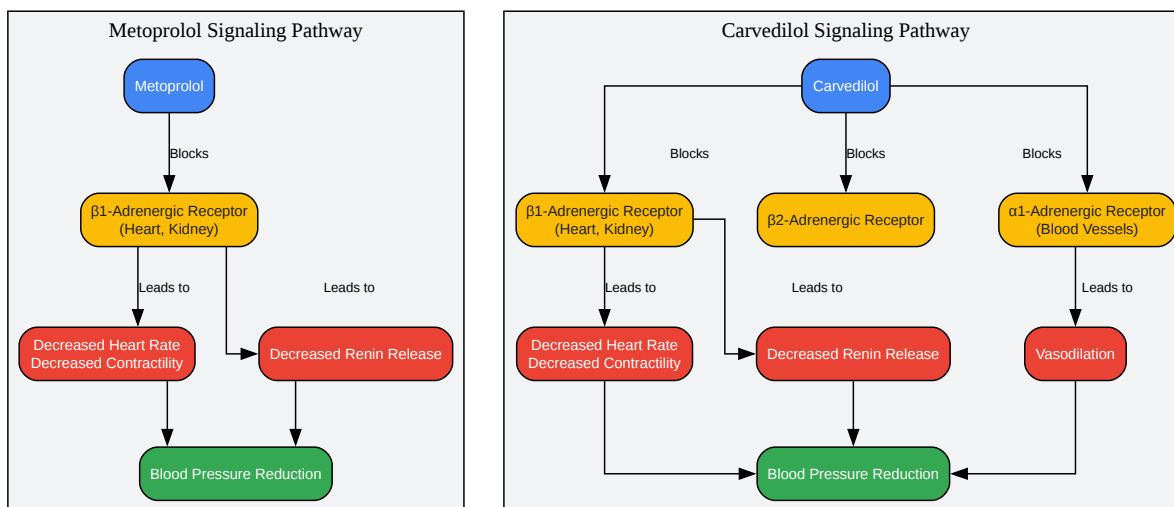 Metoprolol Signaling Pathway
Metoprolol
Blocks
β1-Adrenergic Receptor
(Heart, Kidney)
Leads to
Leads to
Decreased Heart Rate
Decreased Contractility
Decreased Renin Release
Blood Pressure Reduction
Carvedilol Signaling Pathway
Carvedilol
Blocks
Blocks
Blocks
β1-Adrenergic Receptor
(Heart, Kidney)
β2-Adrenergic Receptor
α1-Adrenergic Receptor
(Blood Vessels)
Leads to
Leads to
Leads to
Decreased Heart Rate
Decreased Contractility
Decreased Renin Release
Vasodilation
Blood Pressure Reduction